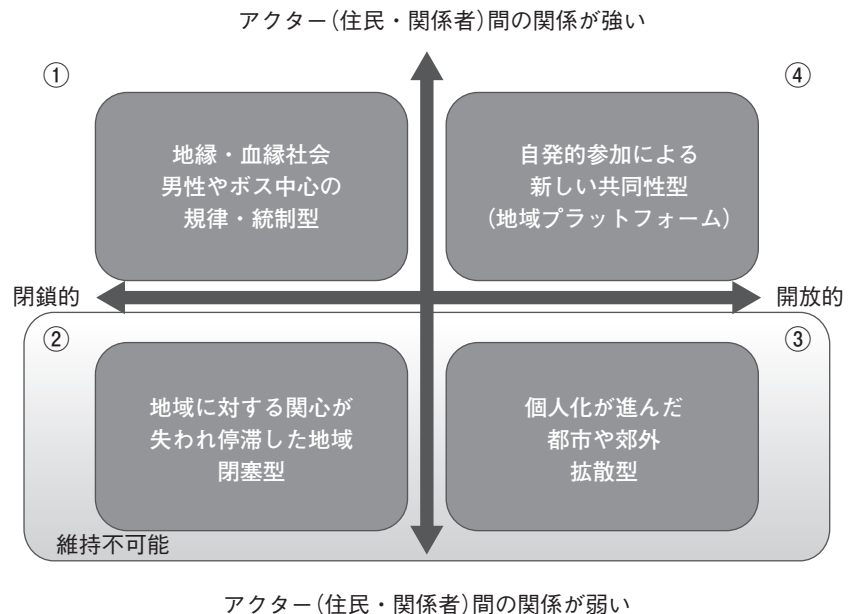 アクター(住民・関係者)間の関係が強い
①
④
地縁・血縁社会
男性やボス中心の
規律・統制型
自発的参加による
新しい共同性型
(地域プラットフォーム)
閉鎖的
開放的
②
③
地域に対する関心が
失われ停滞した地域
閉塞型
個人化が進んだ
都市や郊外
拡散型
維持不可能
アクター(住民・関係者)間の関係が弱い